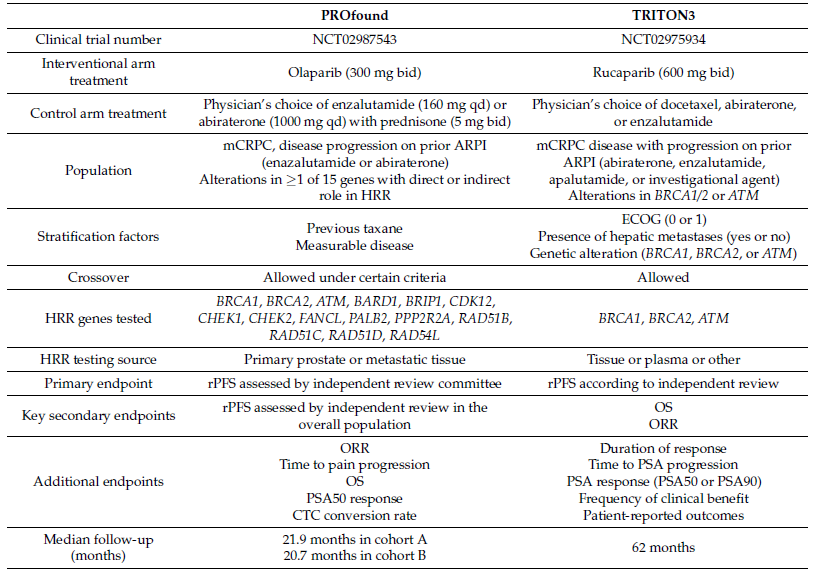 PROfound TRITON3
Clinical trial number NCT02987543 NCT02975934
Interventional arm
treatment
Olaparib (300 mg bid) Rucaparib (600 mg bid)
Control arm treatment
Physician's choice of enzalutamide (160 mg qd) or
abiraterone (1000 mg qd) with prednisone (5 mg bid)
Physician's choice of docetaxel, abiraterone,
or enzalutamide
Population
mCRPC, disease progression on prior ARPI
(enazalutamide or abiraterone)
Alterations in ≥1 of 15 genes with direct or indirect
role in HRR
mCRPC disease with progression on prior
ARPI (abiraterone, enzalutamide,
apalutamide, or investigational agent)
Alterations in BRCA1/2 or ATM
Stratification factors
Previous taxane
Measurable disease
ECOG (0 or 1)
Presence of hepatic metastases (yes or no)
Genetic alteration (BRCA1, BRCA2, or ATM)
Crossover Allowed under certain criteria Allowed
HRR genes tested
BRCA1, BRCA2, ATM, BARD1, BRIP1, CDK12,
CHEK1, CHEK2, FANCL, PALB2, PPP2R2A, RAD51B,
RAD51C, RAD51D, RAD54L
BRCA1, BRCA2, ATM
HRR testing source Primary prostate or metastatic tissue Tissue or plasma or other
Primary endpoint rPFS assessed by independent review committee rPFS according to independent review
Key secondary endpoints
rPFS assessed by independent review in the
overall population
OS
ORR
Additional endpoints
ORR
Time to pain progression
OS
PSA50 response
CTC conversion rate
Duration of response
Time to PSA progression
PSA response (PSA50 or PSA90)
Frequency of clinical benefit
Patient-reported outcomes
Median follow-up
(months)
21.9 months in cohort A
20.7 months in cohort B
62 months